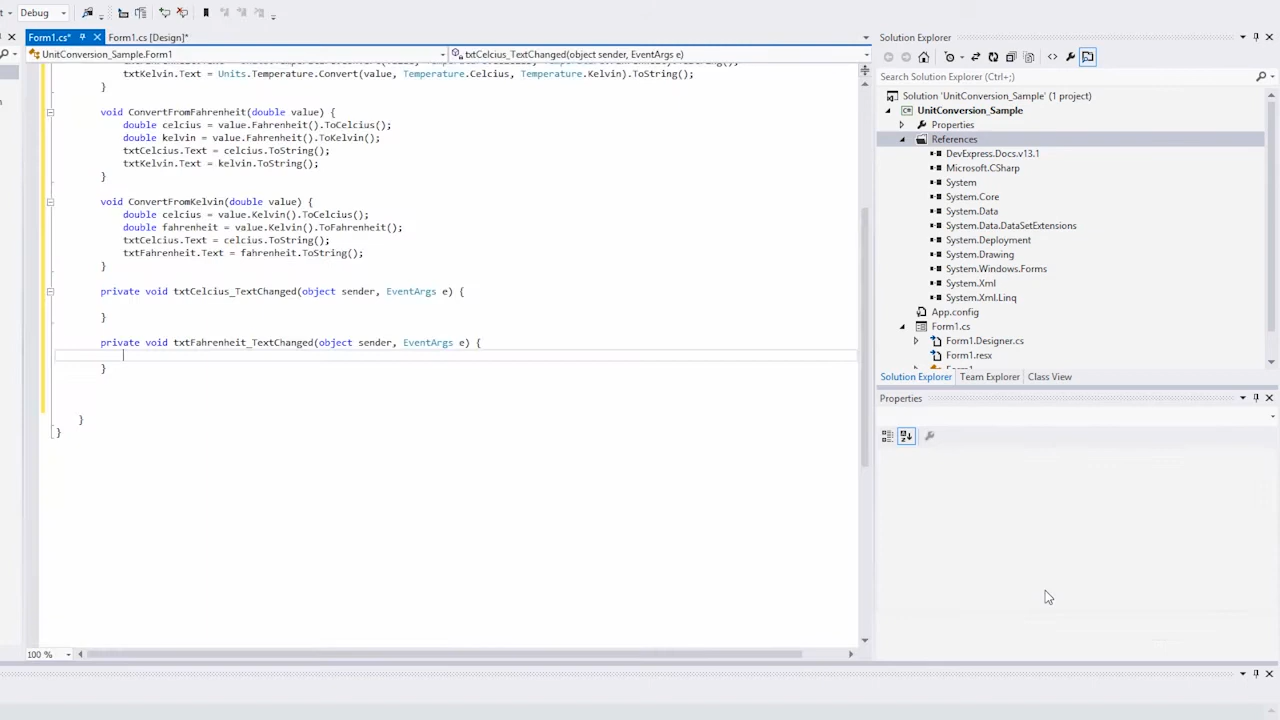 Debug
Form1.cs*
Form1.cs [Design]*
UnitConversion_Sample.Form1
txtCelcius_TextChanged(object sender, EventArgs e)
txtKelvin.Text = Units.Temperature.Convert(value, Temperature.Celcius, Temperature.Kelvin).ToString();
}
void ConvertFromFahrenheit(double value) {
double celcius = value.Fahrenheit().ToCelcius();
double kelvin = value.Fahrenheit().ToKelvin();
txtCelcius.Text = celcius.ToString();
txtKelvin.Text = kelvin.ToString();
}
void ConvertFromKelvin(double value) {
double celcius = value.Kelvin().ToCelcius();
double fahrenheit = value.Kelvin().ToFahrenheit();
txtCelcius.Text = celcius.ToString();
txtFahrenheit.Text = fahrenheit.ToString();
}
private void txtCelcius_TextChanged(object sender, EventArgs e) {
}
private void txtFahrenheit_TextChanged(object sender, EventArgs e) {
}
}
}
100 %
Solution Explorer
Search Solution Explorer (Ctrl+;)
Solution 'UnitConversion_Sample' (1 project)
UnitConversion_Sample
Properties
References
DevExpress.Docs.v13.1
Microsoft.CSharp
System
System.Core
System.Data
System.Data.DataSetExtensions
System.Deployment
System.Drawing
System.Windows.Forms
System.Xml
System.Xml.Linq
App.config
Form1.cs
Form1.Designer.cs
Form1.resx
Solution Explorer
Team Explorer
Class View
Properties